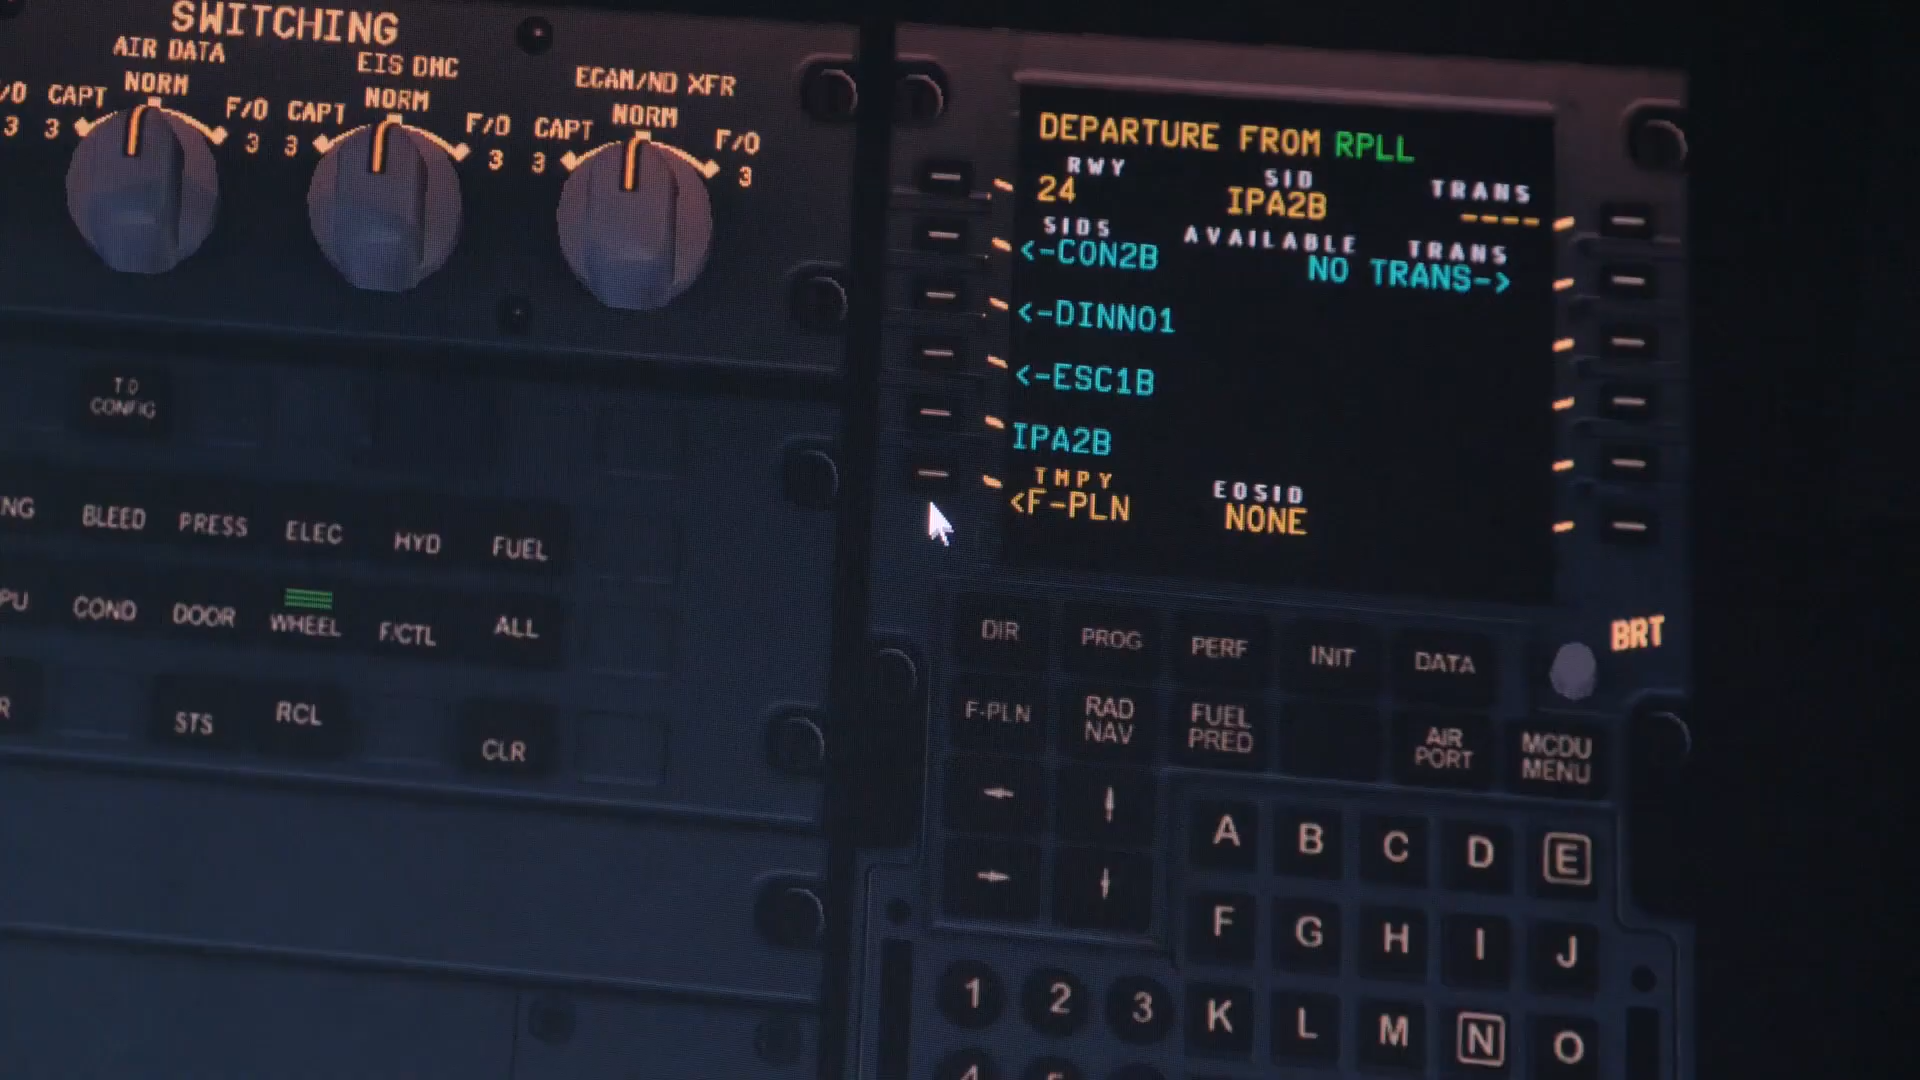 SWITCHING
AIR DATA
EIS DMC
ECAM/ND XFR
CAPT NORM F/O
3 3
CAPT NORM F/O
3 3
CAPT NORM F/O
3 3
/O
3
T.O
CONFIG
BLEED PRESS ELEC HYD FUEL
COND DOOR WHEEL F/CTL ALL
STS RCL CLR
DEPARTURE FROM RPLL
RWY SID TRANS
24 IPA2B ----
SIDS AVAILABLE TRANS
<-CON2B NO TRANS->
<-DINNO1
<-ESC1B
IPA2B
TMPY EOSID
<F-PLN NONE
BRT
DIR PROG PERF INIT DATA
F-PLN RAD NAV FUEL PRED AIR PORT MCDU MENU
A B C D E
F G H I J
1 2 3 K L M N O